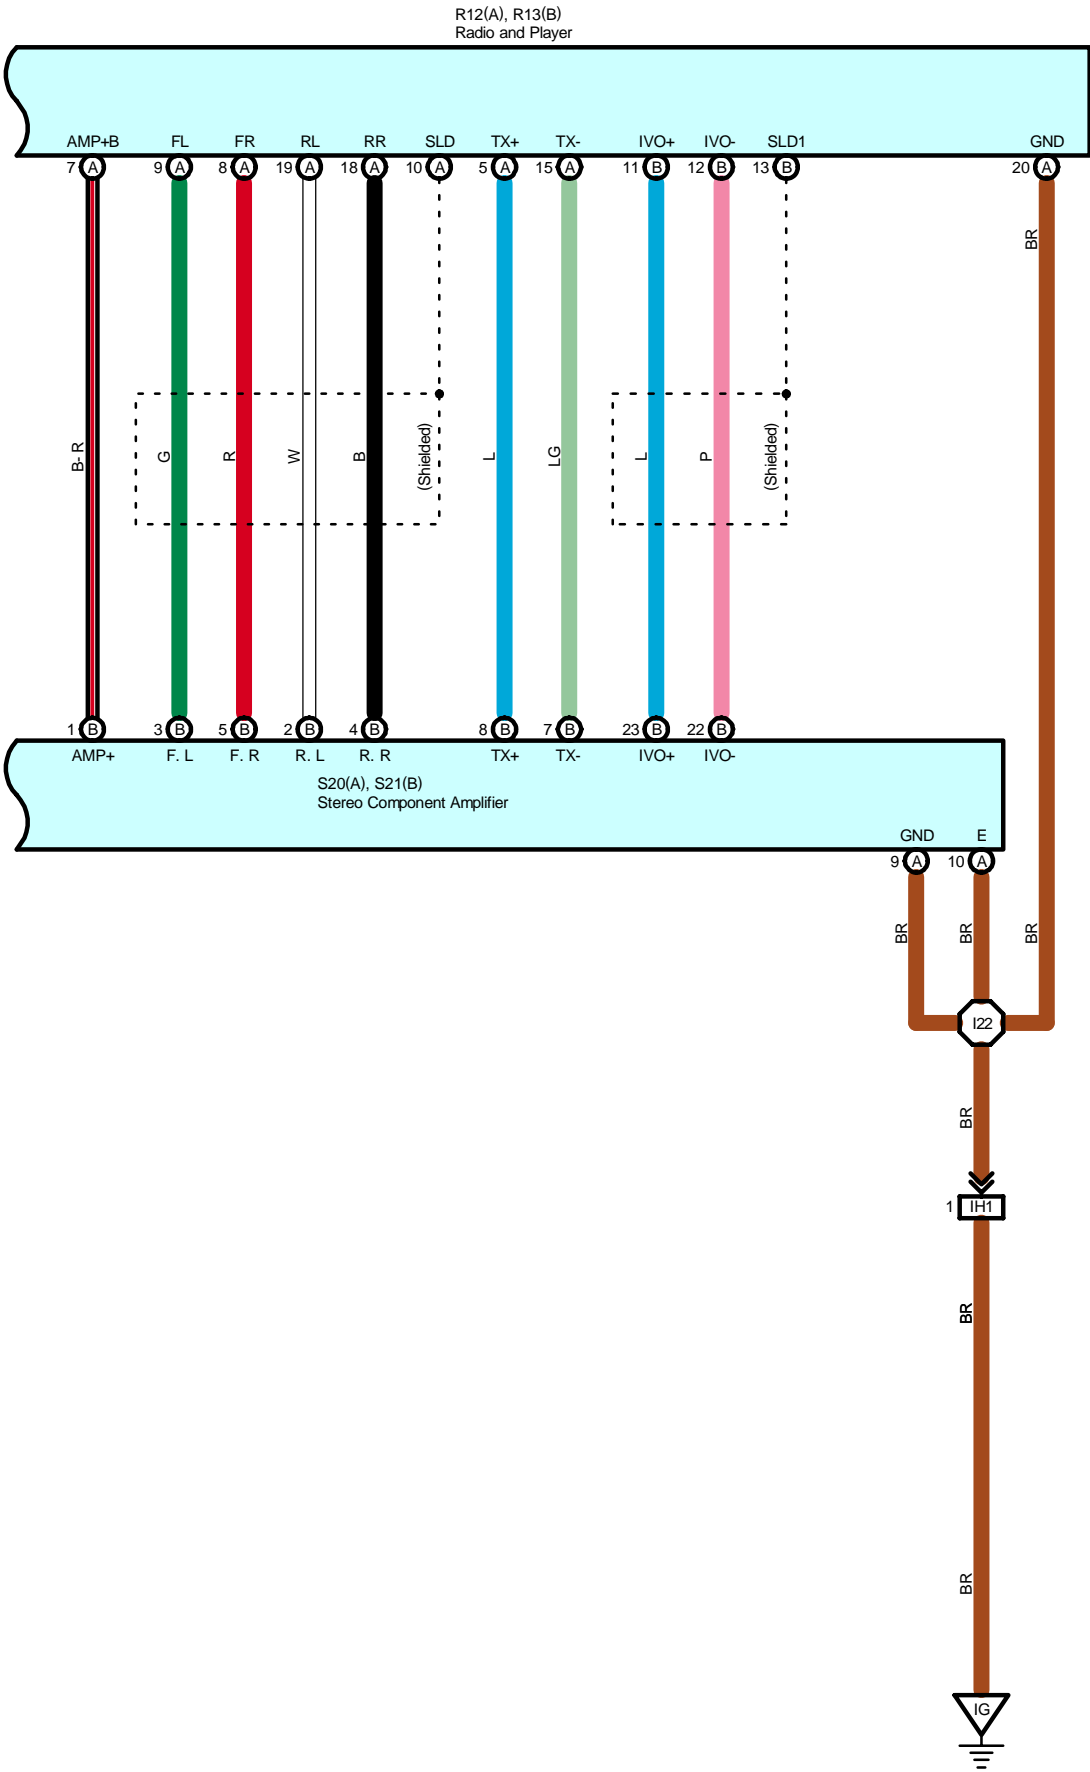 R12(A), R13(B)
Radio and Player
AMP+B FL FR RL RR SLD TX+ TX- IVO+ IVO- SLD1 GND
7 A 9 A 8 A 19 A 18 A 10 A 5 A 15 A 11 B 12 B 13 B 20 A
BR
B- R G R W B (Shielded) L LG L P (Shielded)
1 B 3 B 5 B 2 B 4 B 8 B 7 B 23 B 22 B
AMP+ F. L F. R R. L R. R TX+ TX- IVO+ IVO-
S20(A), S21(B)
Stereo Component Amplifier
GND E
9 A 10 A
BR BR BR
I22
BR
1 IH1
BR
BR
IG